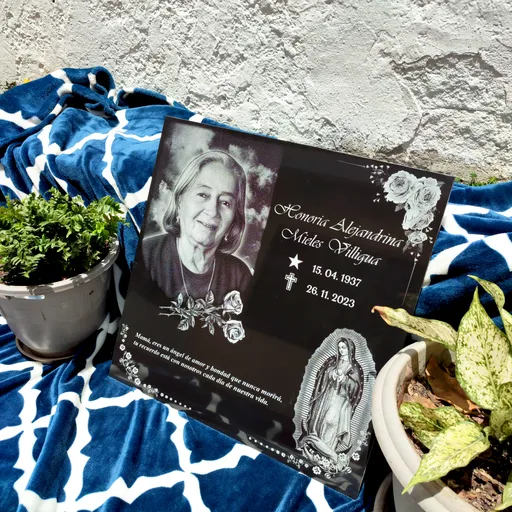 Honoria Alejandrina
Mieles Villigua
15. 04. 1937
26. 11. 2023
Mamá, eres un ángel de amor y bondad que nunca morirá,
tu recuerdo está con nosotros cada día de nuestra vida.